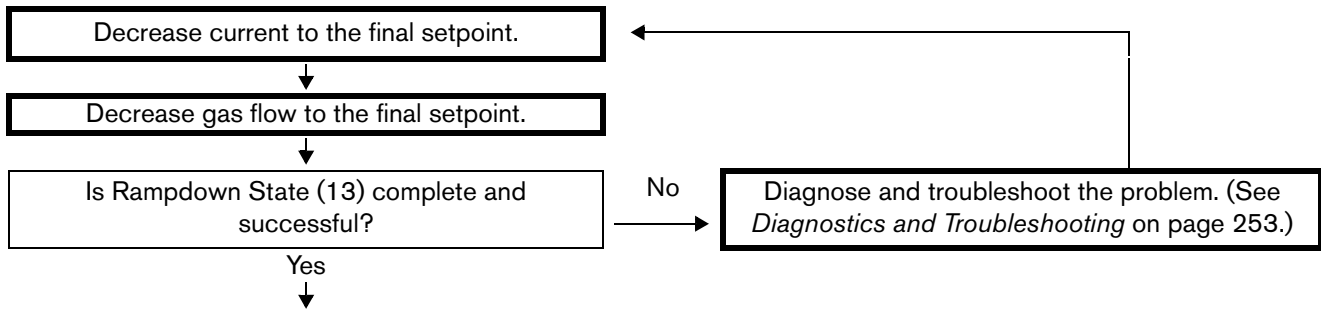 Decrease current to the final setpoint.
Decrease gas flow to the final setpoint.
Is Rampdown State (13) complete and
successful?
No
Diagnose and troubleshoot the problem. (See
Diagnostics and Troubleshooting on page 253.)
Yes